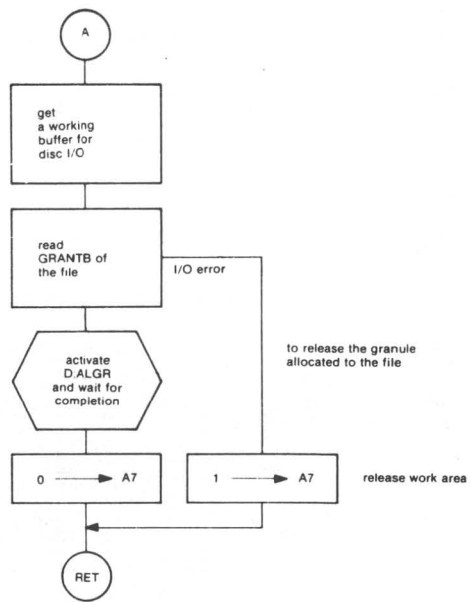 A
get
a working
buffer for
disc I/O
read
GRANTB of
the file
I/O error
activate
D:ALGR
and wait for
completion
to release the granule
allocated to the file
0 → A7
1 → A7
release work area
RET